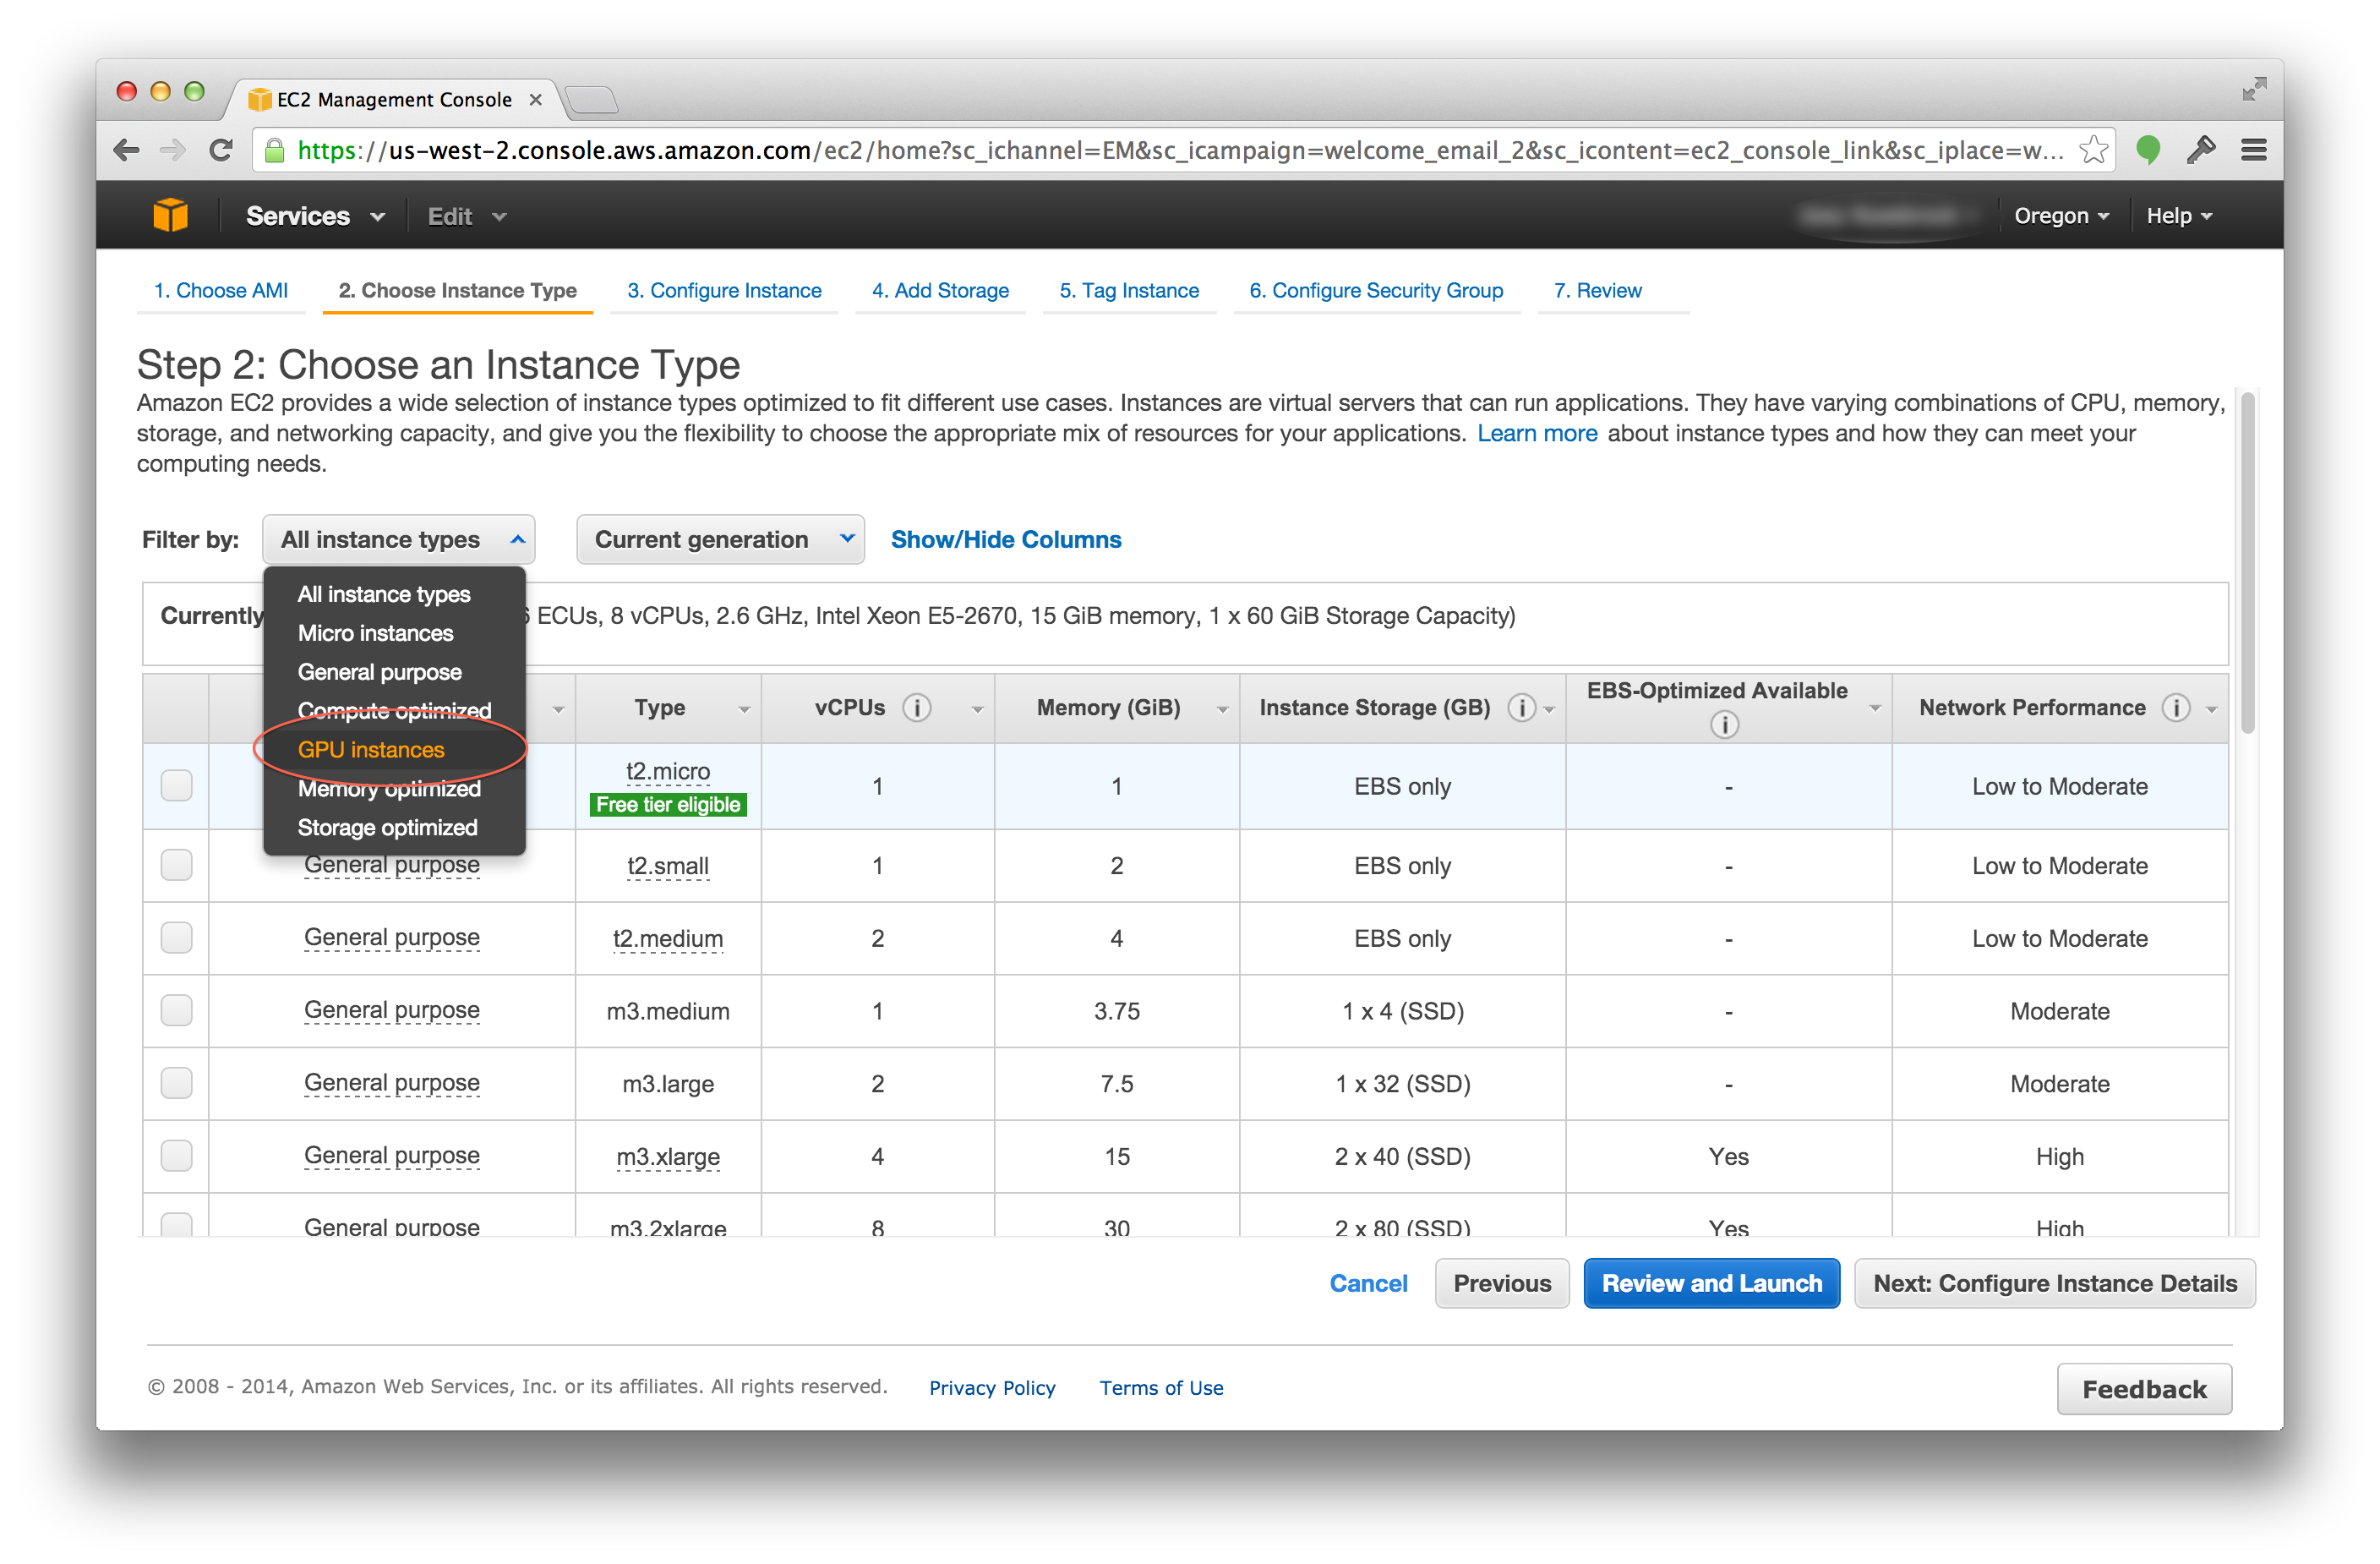 EC2 Management Console
https://us-west-2.console.aws.amazon.com/ec2/home?sc_ichannel=EM&sc_icampaign=welcome_email_2&sc_icontent=ec2_console_link&sc_iplace=w...
Services Edit Oregon Help
1. Choose AMI 2. Choose Instance Type 3. Configure Instance 4. Add Storage 5. Tag Instance 6. Configure Security Group 7. Review
Step 2: Choose an Instance Type
Amazon EC2 provides a wide selection of instance types optimized to fit different use cases. Instances are virtual servers that can run applications. They have varying combinations of CPU, memory,
storage, and networking capacity, and give you the flexibility to choose the appropriate mix of resources for your applications. Learn more about instance types and how they can meet your
computing needs.
Filter by: All instance types Current generation Show/Hide Columns
All instance types
Micro instances
General purpose
Compute optimized
GPU instances
Memory optimized
Storage optimized
Currently ECUs, 8 vCPUs, 2.6 GHz, Intel Xeon E5-2670, 15 GiB memory, 1 x 60 GiB Storage Capacity)
Type vCPUs Memory (GiB) Instance Storage (GB) EBS-Optimized Available Network Performance
t2.micro Free tier eligible 1 1 EBS only - Low to Moderate
General purpose t2.small 1 2 EBS only - Low to Moderate
General purpose t2.medium 2 4 EBS only - Low to Moderate
General purpose m3.medium 1 3.75 1 x 4 (SSD) - Moderate
General purpose m3.large 2 7.5 1 x 32 (SSD) - Moderate
General purpose m3.xlarge 4 15 2 x 40 (SSD) Yes High
General purpose m3.2xlarge 8 30 2 x 80 (SSD) Yes High
Cancel Previous Review and Launch Next: Configure Instance Details
© 2008 - 2014, Amazon Web Services, Inc. or its affiliates. All rights reserved. Privacy Policy Terms of Use
Feedback